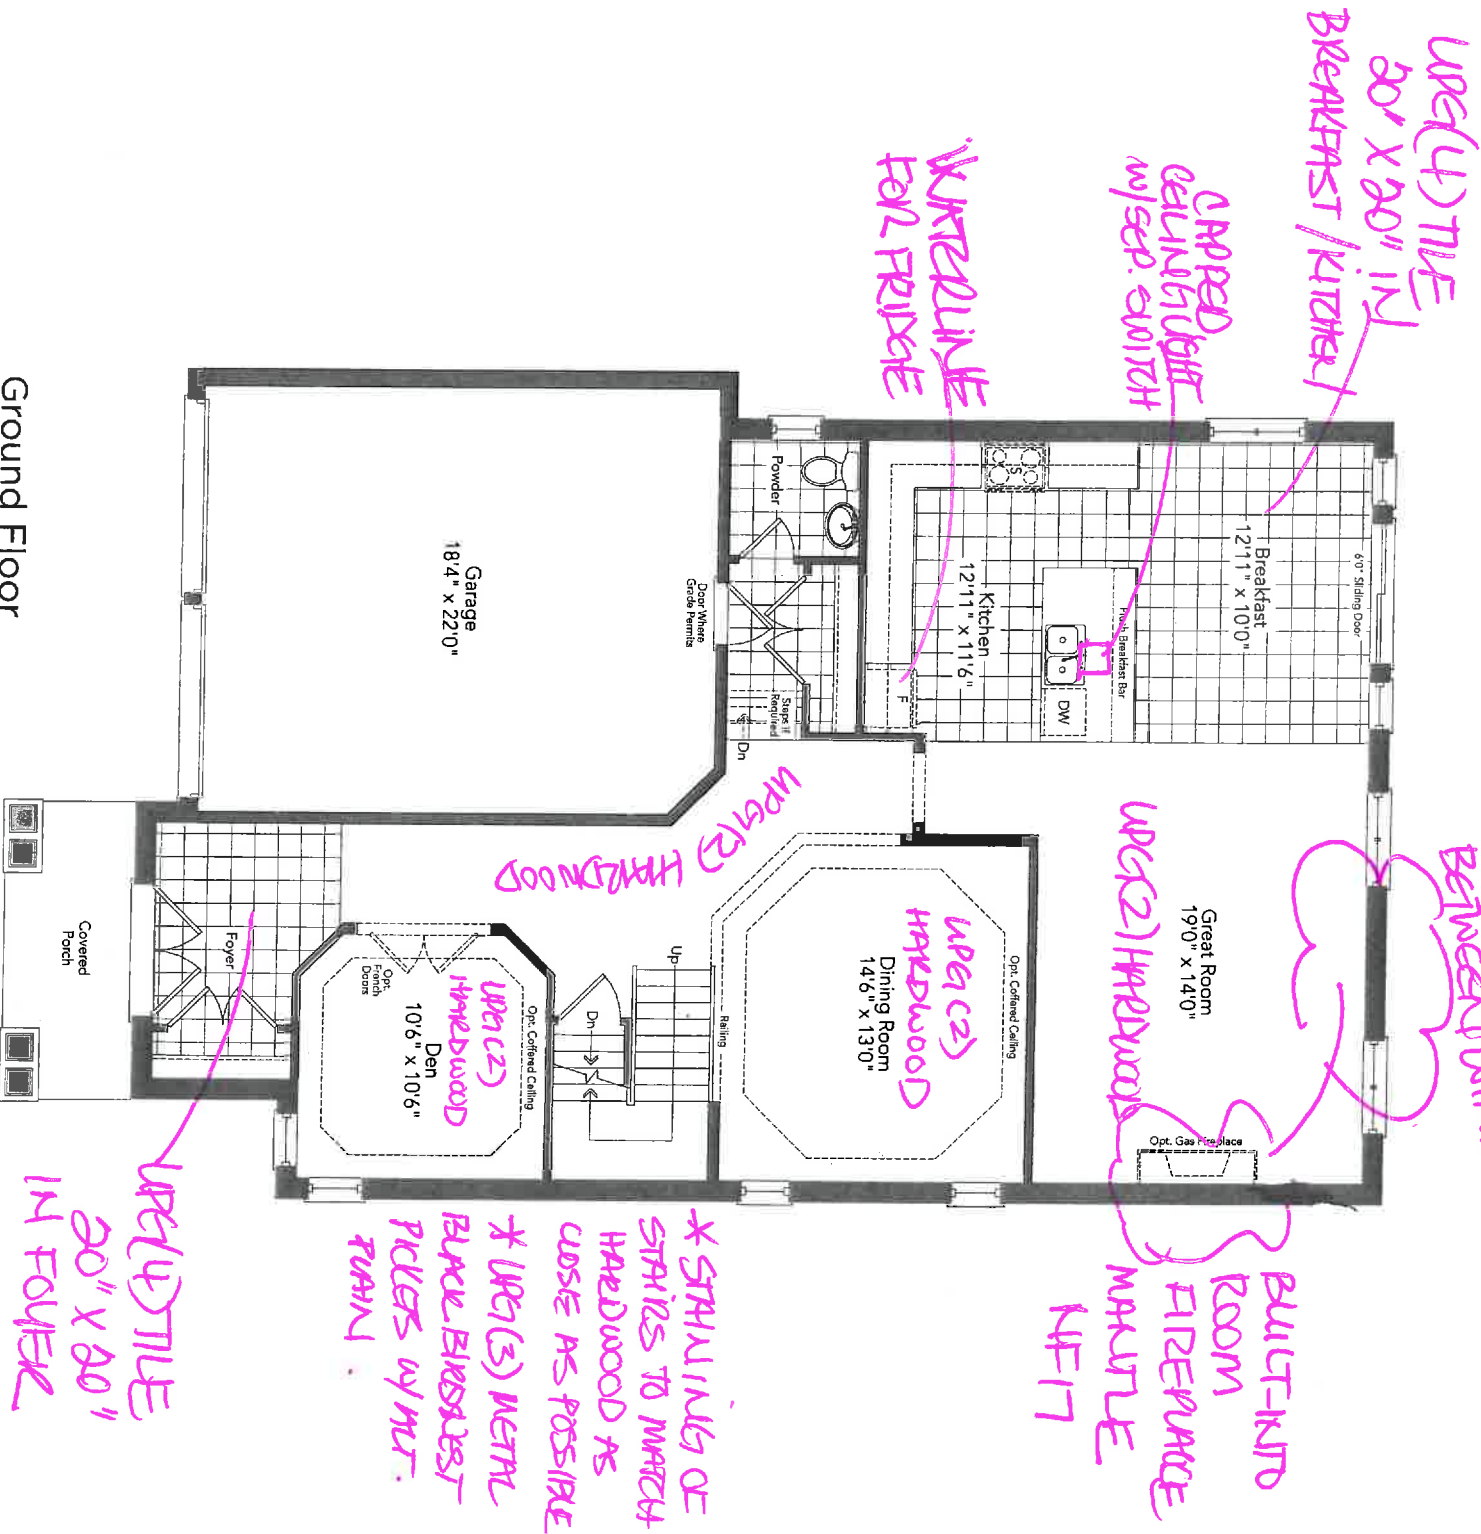 UPG(4) TILE
20" X 20" IN
BREAKFAST / KITCHEN
CAPPED
CEILING LIGHT
W/SEP. SWITCH
WATERLINE
FOR FRIDGE
6'0" Sliding Door
Breakfast
12'11" x 10'0"
Flush Breakfast Bar
Kitchen
12'11" x 11'6"
S
DW
F
Powder
Door Where
Grade Permits
Steps If
Required
Dn
Garage
18'4" x 22'0"
Great Room
19'0" x 14'0"
UPG(2) HARDWOOD
Opt. Gas Fireplace
UPG(2) HARDWOOD
Opt. Coffered Ceiling
UPG(2)
HARDWOOD
Dining Room
14'6" x 13'0"
Railing
Up
Dn
Opt. Coffered Ceiling
UPG(2)
HARDWOOD
Den
10'6" x 10'6"
Opt.
French
Doors
Foyer
Covered
Porch
BUILT-INTO
ROOM
FIREPLACE
MANTLE
* STAINING OF
STAIRS TO MATCH
HARDWOOD AS
CLOSE AS POSSIBLE
* UPG(3) METAL
BLACK BIRDSNEST
PICKETS W/ALT.
PLAIN
UPG(4) TILE
20" X 20"
IN FOYER
Ground Floor